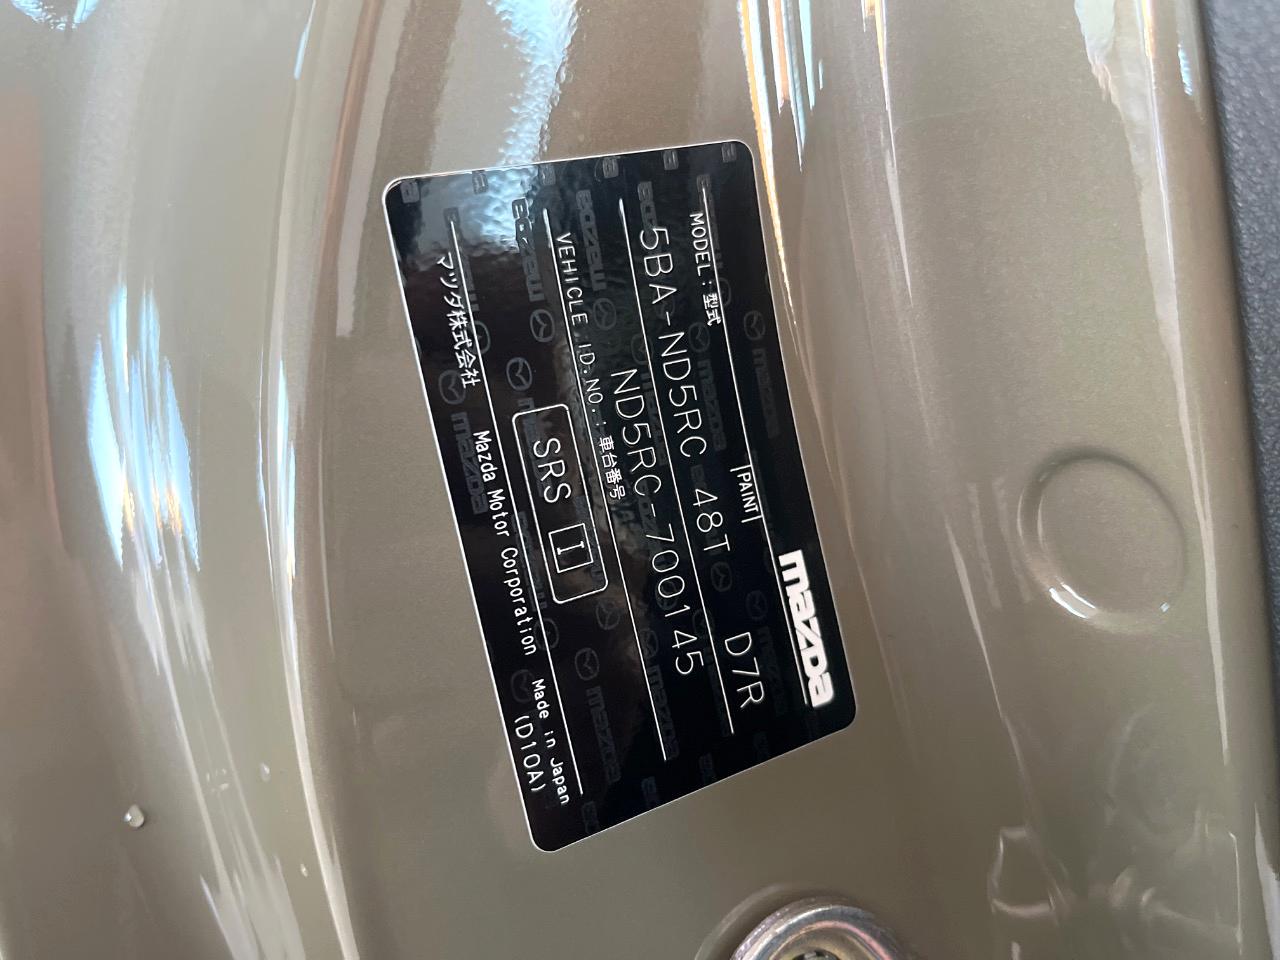 mazda
MODEL:型式
PAINT
5BA-ND5RC 48T D7R
ND5RC-700145
VEHICLE ID.NO.:車台番号
SRS I
マツダ株式会社 Mazda Motor Corporation Made in Japan
(D10A)